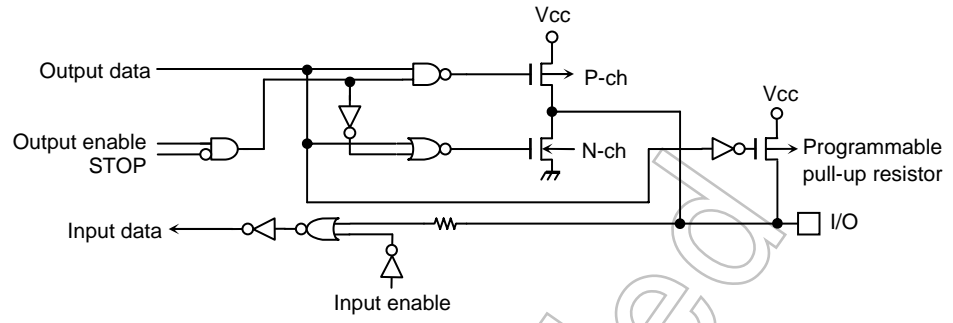 Vcc
Output data
P-ch
Vcc
Output enable
STOP
N-ch
Programmable
pull-up resistor
I/O
Input data
Input enable